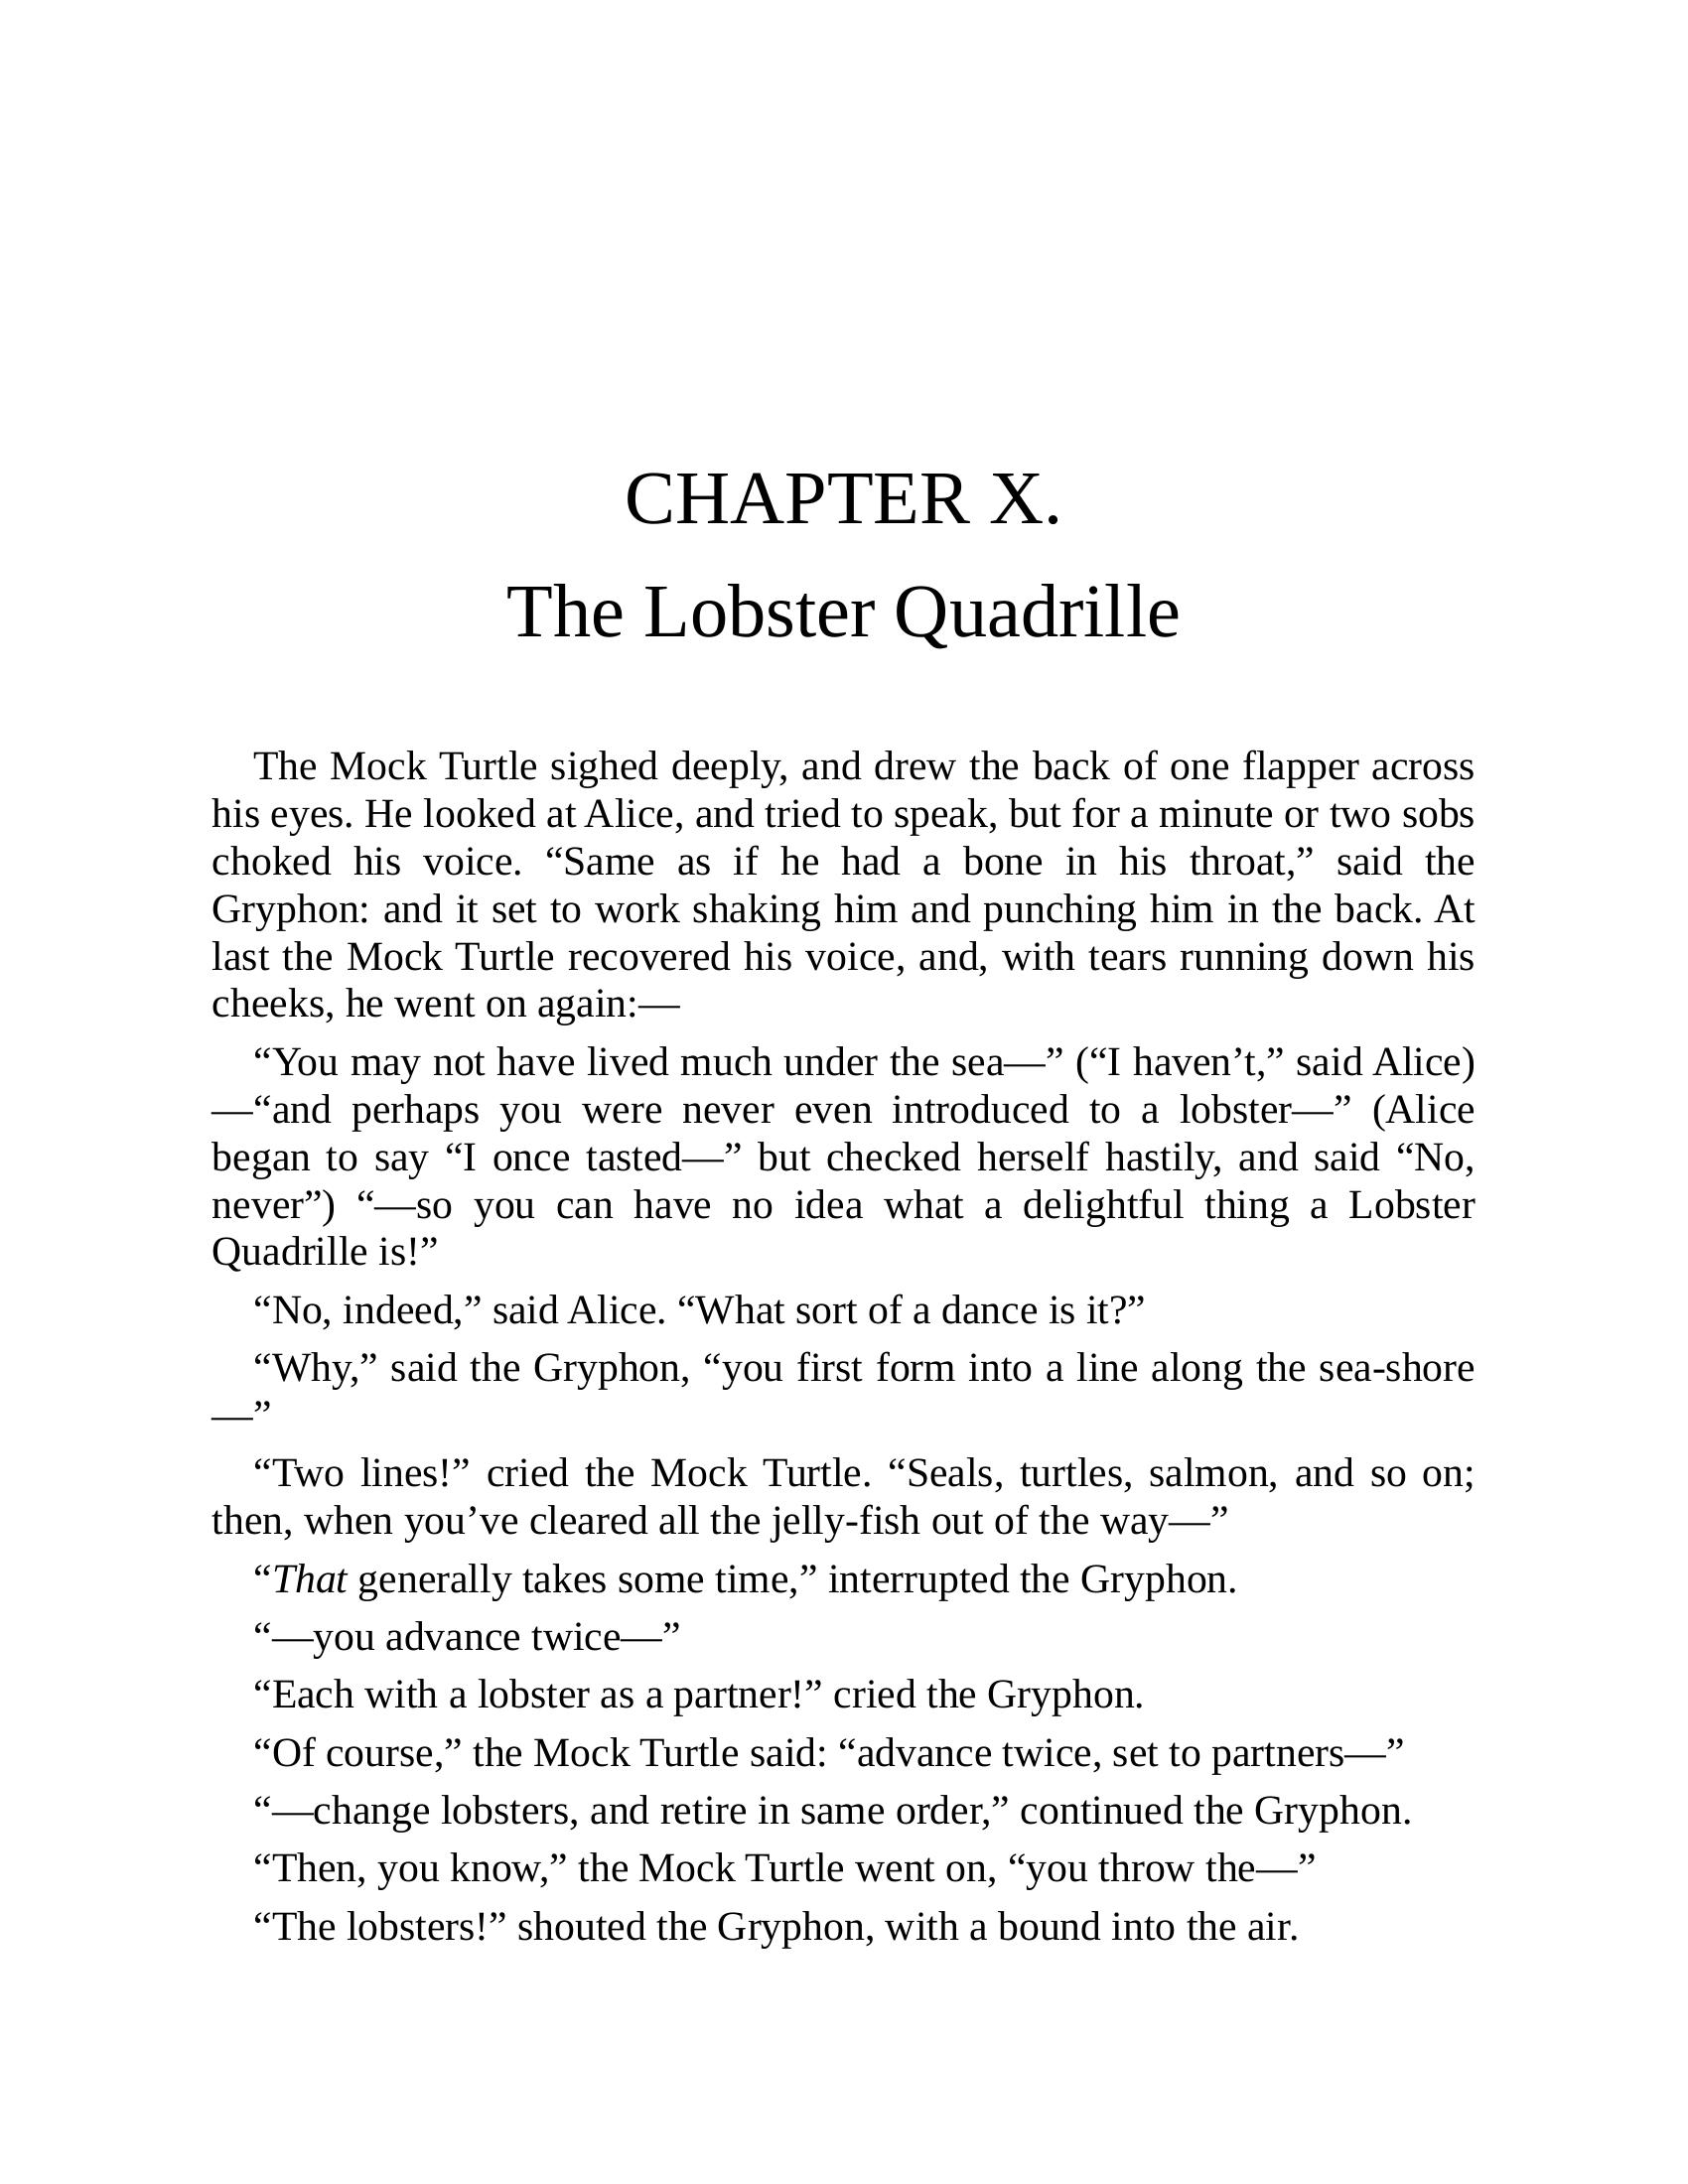 CHAPTER X.
The Lobster Quadrille
The Mock Turtle sighed deeply, and drew the back of one flapper across
his eyes. He looked at Alice, and tried to speak, but for a minute or two sobs
choked his voice. “Same as if he had a bone in his throat,” said the
Gryphon: and it set to work shaking him and punching him in the back. At
last the Mock Turtle recovered his voice, and, with tears running down his
cheeks, he went on again:—
“You may not have lived much under the sea—” (“I haven’t,” said Alice)
—“and perhaps you were never even introduced to a lobster—” (Alice
began to say “I once tasted—” but checked herself hastily, and said “No,
never”) “—so you can have no idea what a delightful thing a Lobster
Quadrille is!”
“No, indeed,” said Alice. “What sort of a dance is it?”
“Why,” said the Gryphon, “you first form into a line along the sea-shore
—”
“Two lines!” cried the Mock Turtle. “Seals, turtles, salmon, and so on;
then, when you’ve cleared all the jelly-fish out of the way—”
“That generally takes some time,” interrupted the Gryphon.
“—you advance twice—”
“Each with a lobster as a partner!” cried the Gryphon.
“Of course,” the Mock Turtle said: “advance twice, set to partners—”
“—change lobsters, and retire in same order,” continued the Gryphon.
“Then, you know,” the Mock Turtle went on, “you throw the—”
“The lobsters!” shouted the Gryphon, with a bound into the air.